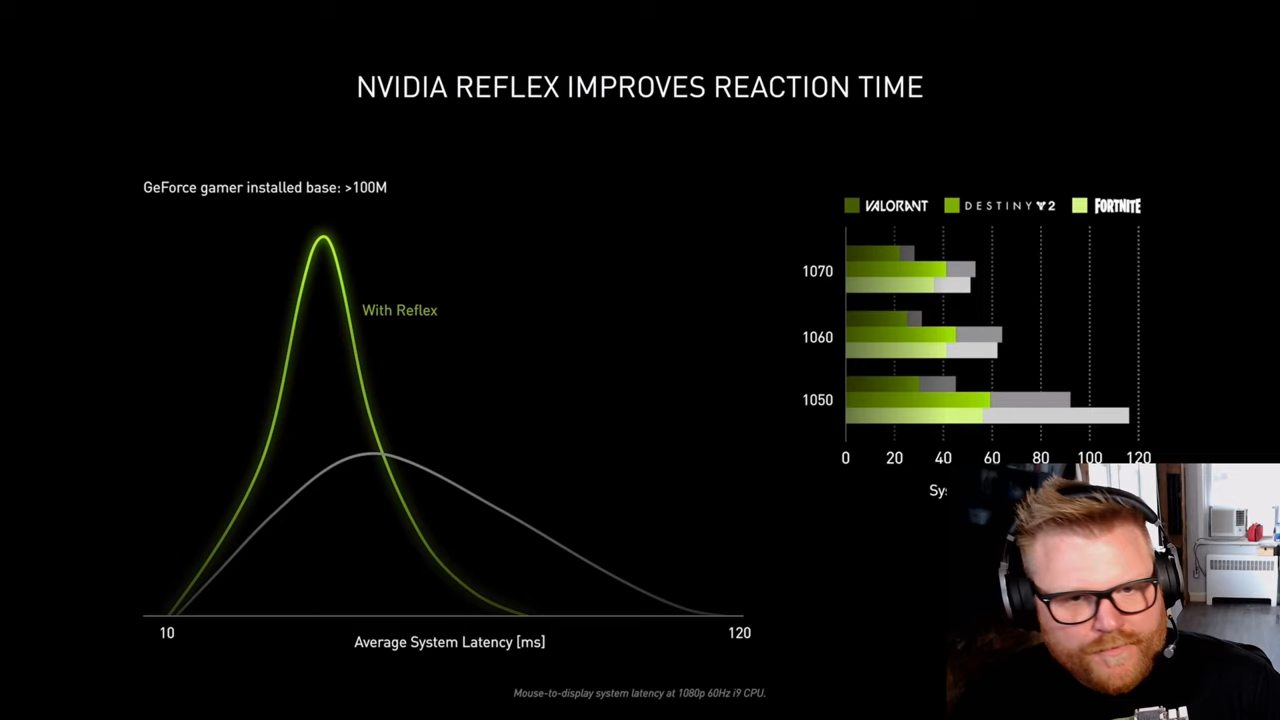 NVIDIA REFLEX IMPROVES REACTION TIME
GeForce gamer installed base: >100M
With Reflex
10
120
Average System Latency [ms]
VALORANT DESTINY 2 FORTNITE
1070
1060
1050
0 20 40 60 80 100 120
Sys
Mouse-to-display system latency at 1080p 60Hz i9 CPU.